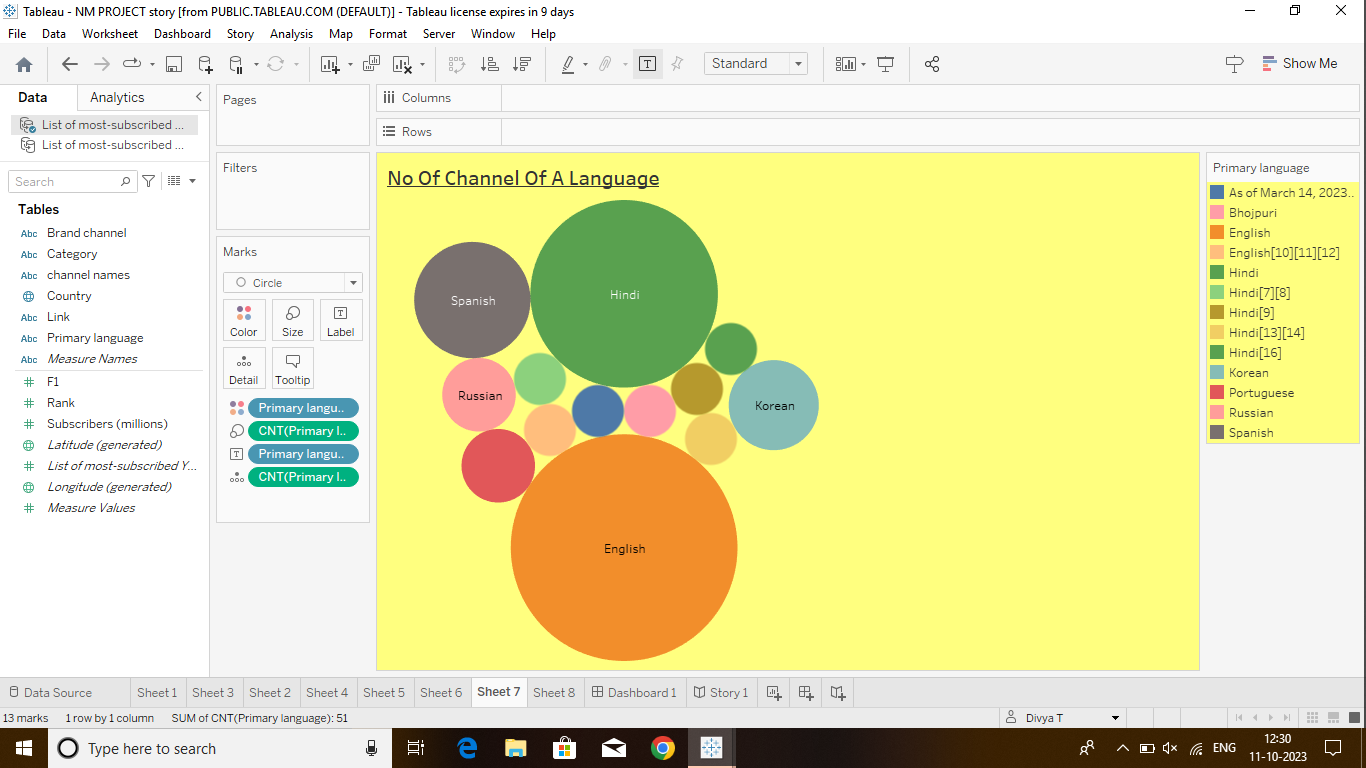 Tableau - NM PROJECT story [from PUBLIC.TABLEAU.COM (DEFAULT)] - Tableau license expires in 9 days
File Data Worksheet Dashboard Story Analysis Map Format Server Window Help
Standard
Show Me
Data Analytics
List of most-subscribed ...
List of most-subscribed ...
Search
Tables
Abc Brand channel
Abc Category
Abc channel names
Country
Abc Link
Abc Primary language
Abc Measure Names
# F1
# Rank
# Subscribers (millions)
Latitude (generated)
# List of most-subscribed Y...
Longitude (generated)
# Measure Values
Pages
Filters
Marks
Circle
Color Size Label
Detail Tooltip
Primary langu..
CNT(Primary l..
Primary langu..
CNT(Primary l..
Columns
Rows
No Of Channel Of A Language
Hindi
Spanish
Russian
Korean
English
Primary language
As of March 14, 2023..
Bhojpuri
English
English[10][11][12]
Hindi
Hindi[7][8]
Hindi[9]
Hindi[13][14]
Hindi[16]
Korean
Portuguese
Russian
Spanish
Data Source Sheet 1 Sheet 3 Sheet 2 Sheet 4 Sheet 5 Sheet 6 Sheet 7 Sheet 8 Dashboard 1 Story 1
13 marks 1 row by 1 column SUM of CNT(Primary language): 51
Divya T
Type here to search
ENG
12:30
11-10-2023